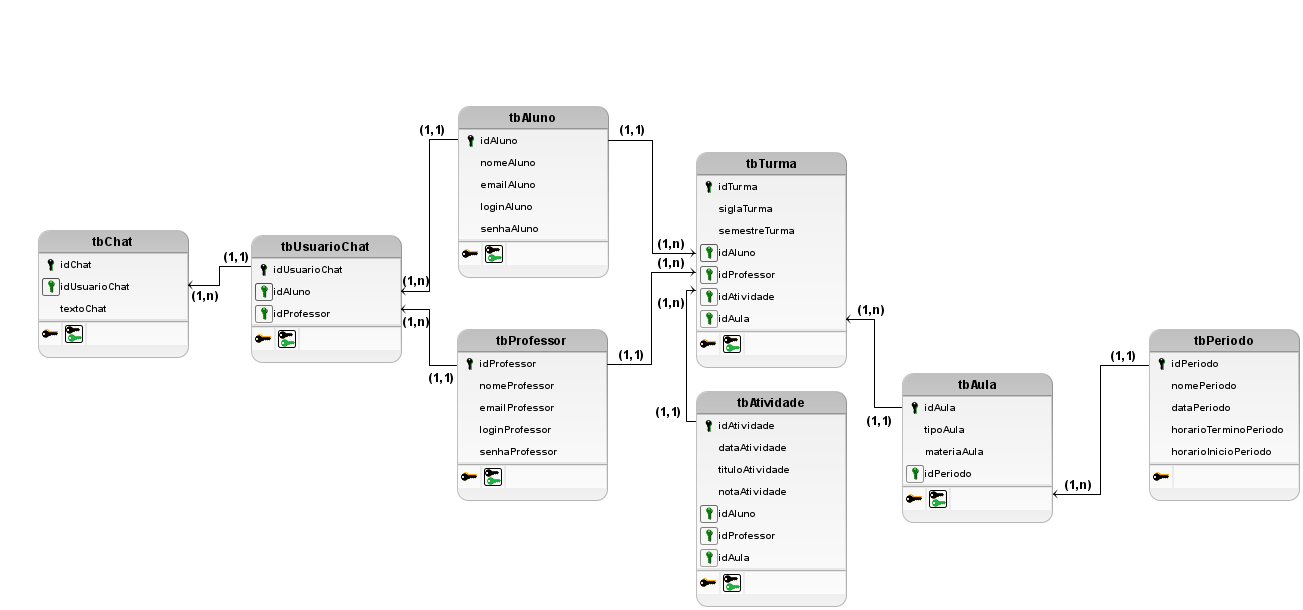 tbChat
idChat
idUsuarioChat
textoChat
(1,1)
(1,n)
tbUsuarioChat
idUsuarioChat
idAluno
idProfessor
(1,1)
(1,n)
(1,n)
(1,1)
tbAluno
idAluno
nomeAluno
emailAluno
loginAluno
senhaAluno
(1,1)
(1,n)
tbProfessor
idProfessor
nomeProfessor
emailProfessor
loginProfessor
senhaProfessor
(1,1)
(1,n)
tbTurma
idTurma
siglaTurma
semestreTurma
idAluno
idProfessor
idAtividade
idAula
(1,n)
(1,1)
tbAtividade
idAtividade
dataAtividade
tituloAtividade
notaAtividade
idAluno
idProfessor
idAula
(1,n)
(1,1)
tbAula
idAula
tipoAula
materiaAula
idPeriodo
(1,1)
(1,n)
tbPeriodo
idPeriodo
nomePeriodo
dataPeriodo
horarioTerminoPeriodo
horarioInicioPeriodo